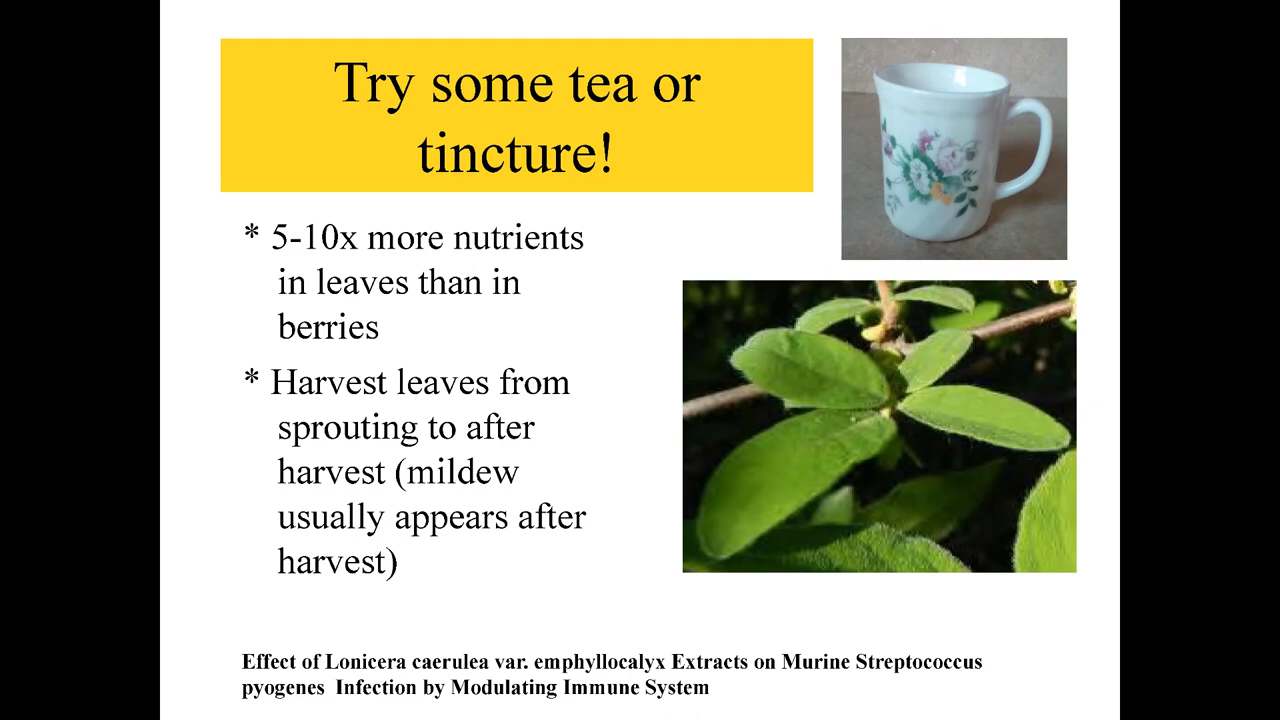 Try some tea or
tincture!
* 5-10x more nutrients
in leaves than in
berries
* Harvest leaves from
sprouting to after
harvest (mildew
usually appears after
harvest)
Effect of Lonicera caerulea var. emphyllocalyx Extracts on Murine Streptococcus
pyogenes Infection by Modulating Immune System